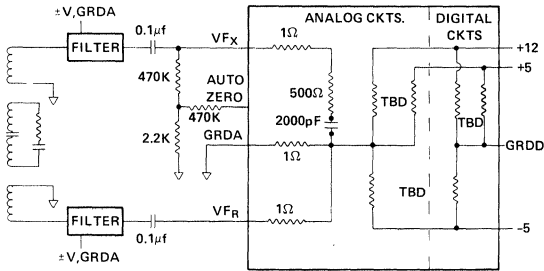 ±V,GRDA
FILTER
0.1µf
VFX
470K
AUTO
ZERO
470K
2.2K
GRDA
±V,GRDA
FILTER
0.1µf
VFR
ANALOG CKTS.
DIGITAL
CKTS
1Ω
500Ω
2000pF
1Ω
1Ω
TBD
TBD
TBD
+12
+5
GRDD
-5